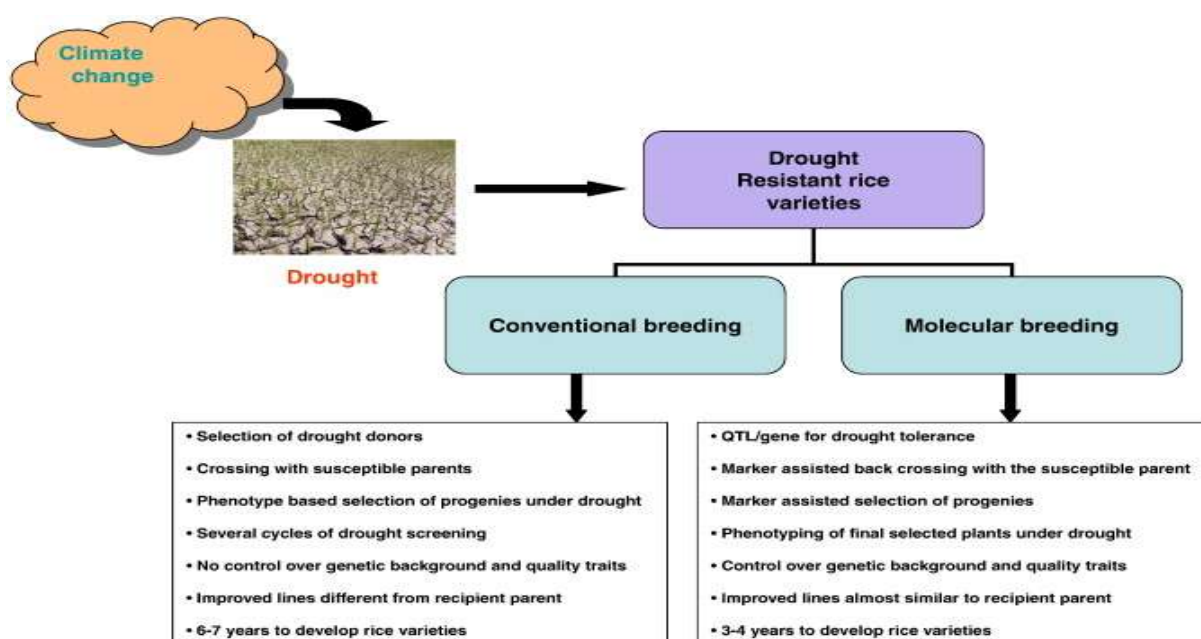 Climate
change
Drought
Drought
Resistant rice
varieties
Conventional breeding
Molecular breeding
• Selection of drought donors
• Crossing with susceptible parents
• Phenotype based selection of progenies under drought
• Several cycles of drought screening
• No control over genetic background and quality traits
• Improved lines different from recipient parent
• 6-7 years to develop rice varieties
• QTL/gene for drought tolerance
• Marker assisted back crossing with the susceptible parent
• Marker assisted selection of progenies
• Phenotyping of final selected plants under drought
• Control over genetic background and quality traits
• Improved lines almost similar to recipient parent
• 3-4 years to develop rice varieties